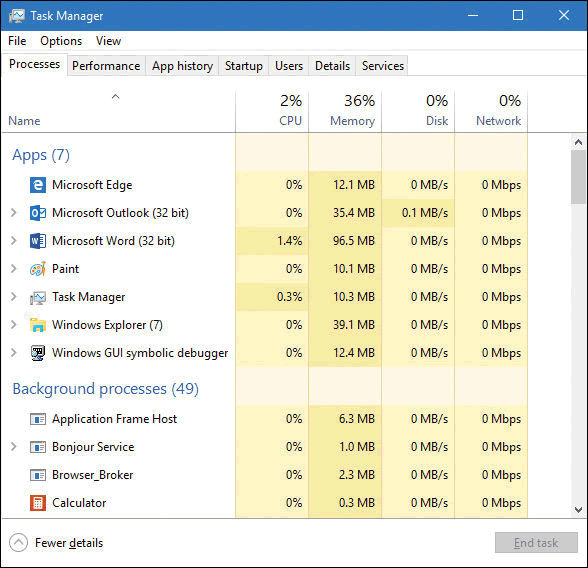 Task Manager
File Options View
Processes Performance App history Startup Users Details Services
2% 36% 0% 0%
Name CPU Memory Disk Network
Apps (7)
Microsoft Edge 0% 12.1 MB 0 MB/s 0 Mbps
Microsoft Outlook (32 bit) 0% 35.4 MB 0.1 MB/s 0 Mbps
Microsoft Word (32 bit) 1.4% 96.5 MB 0 MB/s 0 Mbps
Paint 0% 10.1 MB 0 MB/s 0 Mbps
Task Manager 0.3% 10.3 MB 0 MB/s 0 Mbps
Windows Explorer (7) 0% 39.1 MB 0 MB/s 0 Mbps
Windows GUI symbolic debugger 0% 12.4 MB 0 MB/s 0 Mbps
Background processes (49)
Application Frame Host 0% 6.3 MB 0 MB/s 0 Mbps
Bonjour Service 0% 1.0 MB 0 MB/s 0 Mbps
Browser_Broker 0% 2.3 MB 0 MB/s 0 Mbps
Calculator 0% 0.3 MB 0 MB/s 0 Mbps
Fewer details End task